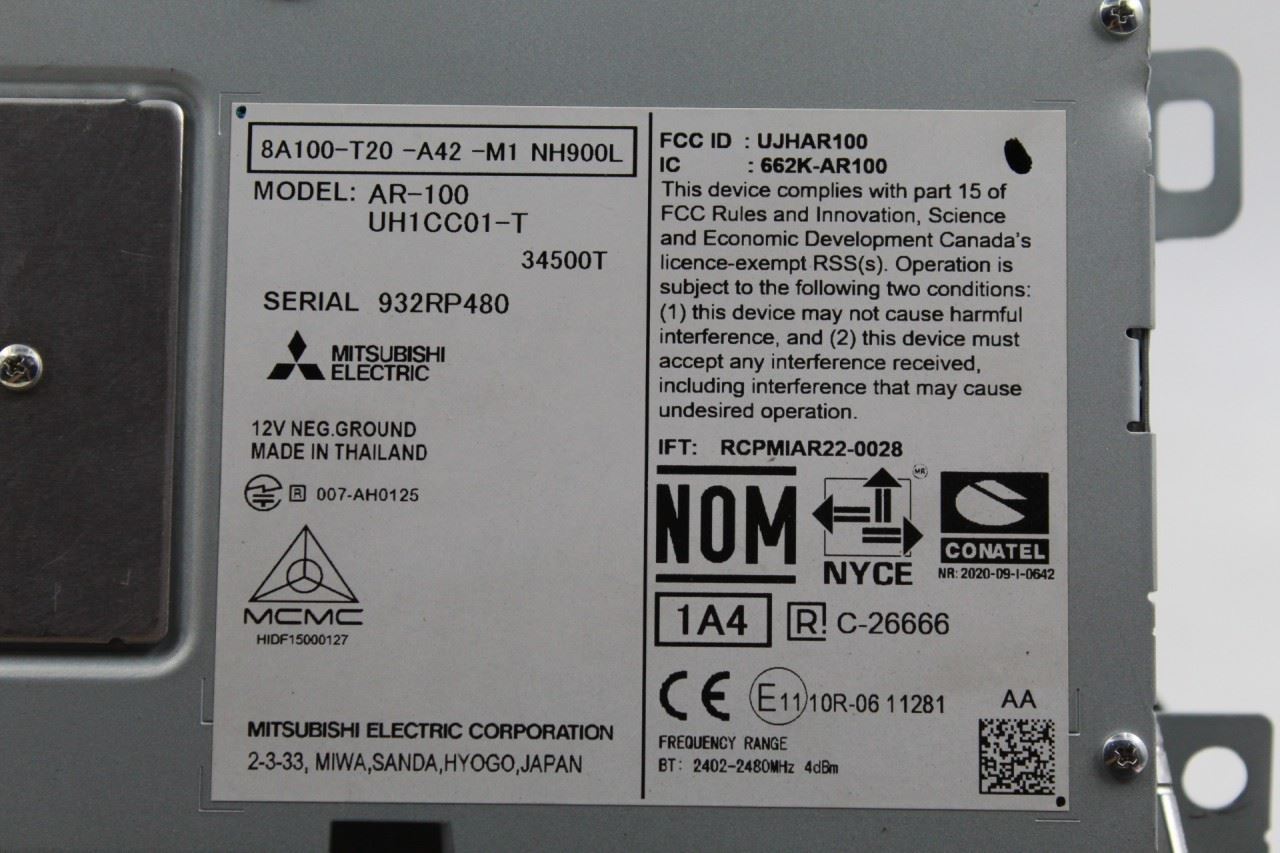 8A100-T20 -A42 -M1 NH900L
MODEL: AR-100
UH1CC01-T
34500T
SERIAL 932RP480
MITSUBISHI
ELECTRIC
12V NEG.GROUND
MADE IN THAILAND
R 007-AH0125
MCMC
HIDF15000127
MITSUBISHI ELECTRIC CORPORATION
2-3-33, MIWA,SANDA,HYOGO,JAPAN
FCC ID : UJHAR100
IC : 662K-AR100
This device complies with part 15 of
FCC Rules and Innovation, Science
and Economic Development Canada's
licence-exempt RSS(s). Operation is
subject to the following two conditions:
(1) this device may not cause harmful
interference, and (2) this device must
accept any interference received,
including interference that may cause
undesired operation.
IFT: RCPMIAR22-0028
NOM
MR
NYCE
CONATEL
NR: 2020-09-I-0642
1A4
R! C-26666
CE E11 10R-06 11281
AA
FREQUENCY RANGE
BT: 2402-2480MHz 4dBm